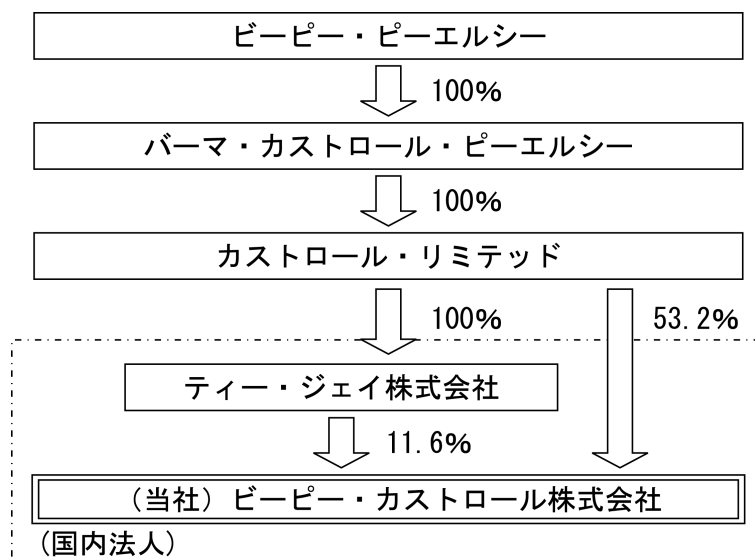 ビーピー・ピーエルシー
100%
バーマ・カストロール・ピーエルシー
100%
カストロール・リミテッド
100%
53.2%
ティー・ジェイ株式会社
11.6%
（当社）ビーピー・カストロール株式会社
(国内法人)